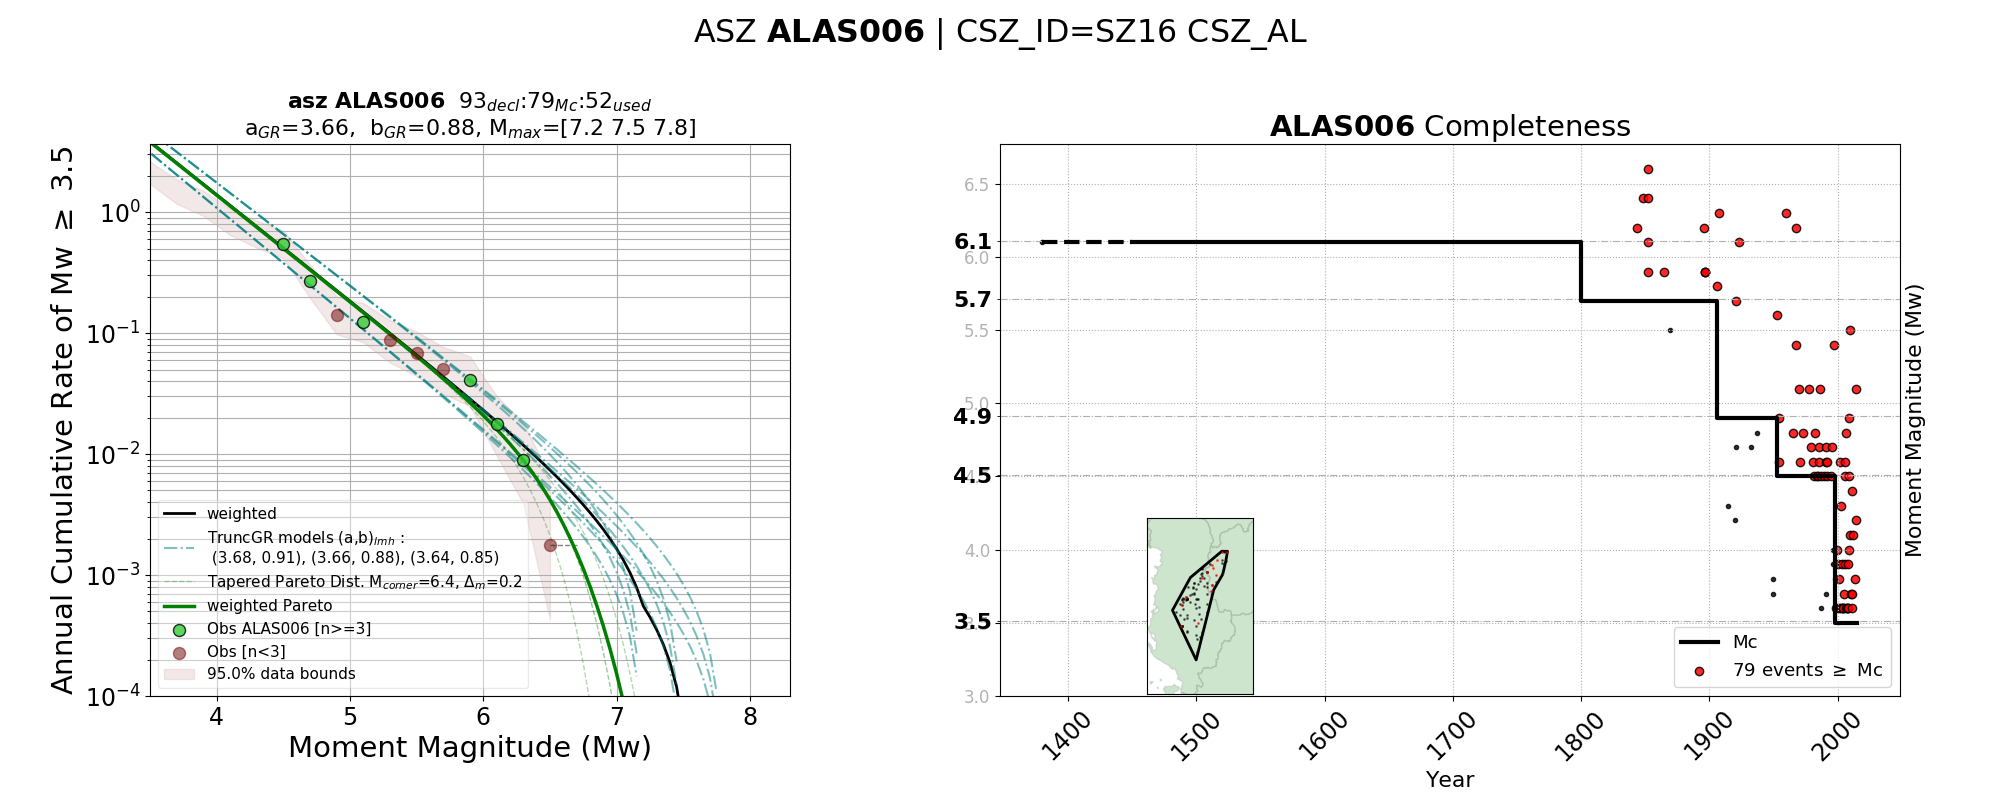 ASZ ALAS006 | CSZ_ID=SZ16 CSZ_AL
asz ALAS006 93decl:79Mc:52used
aGR=3.66, bGR=0.88, Mmax=[7.2 7.5 7.8]
Annual Cumulative Rate of Mw ≥ 3.5
10^0
10^-1
10^-2
10^-3
10^-4
weighted
TruncGR models (a,b)lmh :
(3.68, 0.91), (3.66, 0.88), (3.64, 0.85)
Tapered Pareto Dist. Mcorner=6.4, Δm=0.2
weighted Pareto
Obs ALAS006 [n>=3]
Obs [n<3]
95.0% data bounds
4 5 6 7 8
Moment Magnitude (Mw)
ALAS006 Completeness
6.5
6.1
6.0
5.7
5.5
5.0
4.9
4.5
4.0
3.5
3.0
Moment Magnitude (Mw)
Mc
79 events ≥ Mc
1400 1500 1600 1700 1800 1900 2000
Year